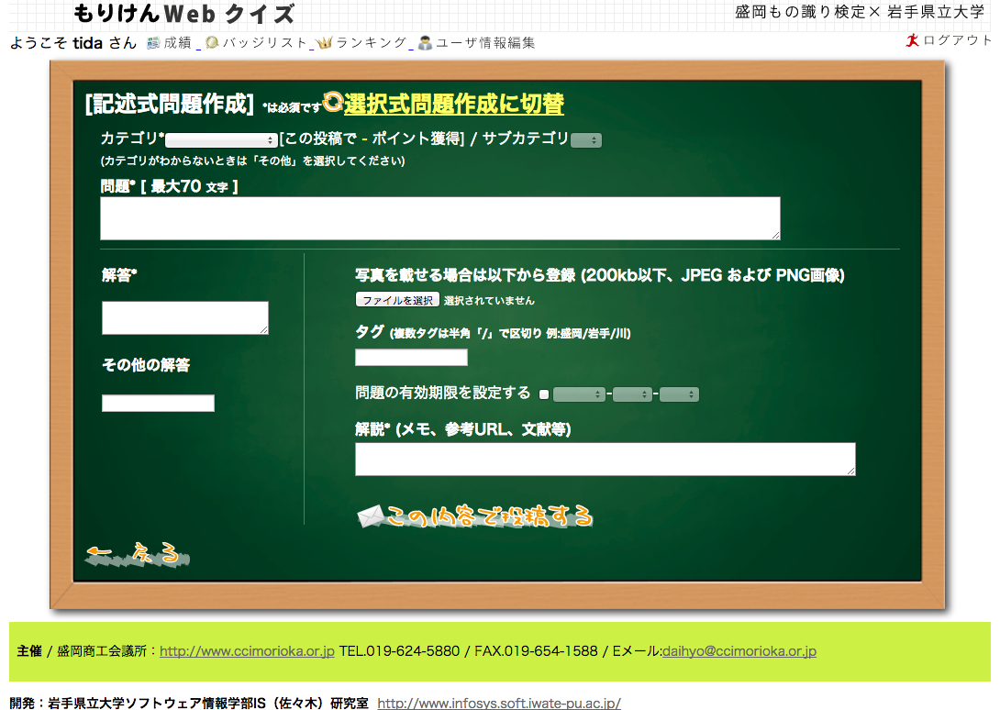 もりけんWeb クイズ
盛岡もの識り検定× 岩手県立大学
ようこそ tida さん 成績 バッジリスト ランキング ユーザ情報編集
ログアウト
[記述式問題作成] *は必須です 選択式問題作成に切替
カテゴリ* [この投稿で - ポイント獲得] / サブカテゴリ
(カテゴリがわからないときは「その他」を選択してください)
問題* [ 最大70 文字 ]
解答*
その他の解答
写真を載せる場合は以下から登録 (200kb以下、JPEG および PNG画像)
ファイルを選択 選択されていません
タグ (複数タグは半角「/」で区切り 例:盛岡/岩手/川)
問題の有効期限を設定する - -
解説* (メモ、参考URL、文献等)
この内容で投稿する
← 戻る
主催 / 盛岡商工会議所：http://www.ccimorioka.or.jp TEL.019-624-5880 / FAX.019-654-1588 / Eメール:daihyo@ccimorioka.or.jp
開発：岩手県立大学ソフトウェア情報学部IS（佐々木）研究室 http://www.infosys.soft.iwate-pu.ac.jp/